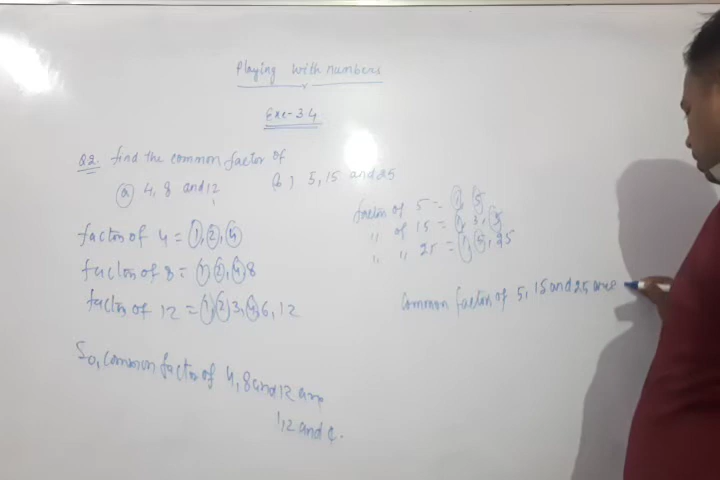 Playing with numbers
Exe-3.4
Q2. find the common factor of
(a) 4, 8 and 12 (b) 5, 15 and 25
factor of 4 = 1, 2, 4
factor of 8 = 1, 2, 4, 8
factor of 12 = 1, 2, 3, 4, 6, 12
So, common factor of 4, 8 and 12 are
1, 2 and 4.
factor of 5 = 1, 5
,, of 15 = 1, 3, 5
,, ,, 25 = 1, 5, 25
common factor of 5, 15 and 25 are